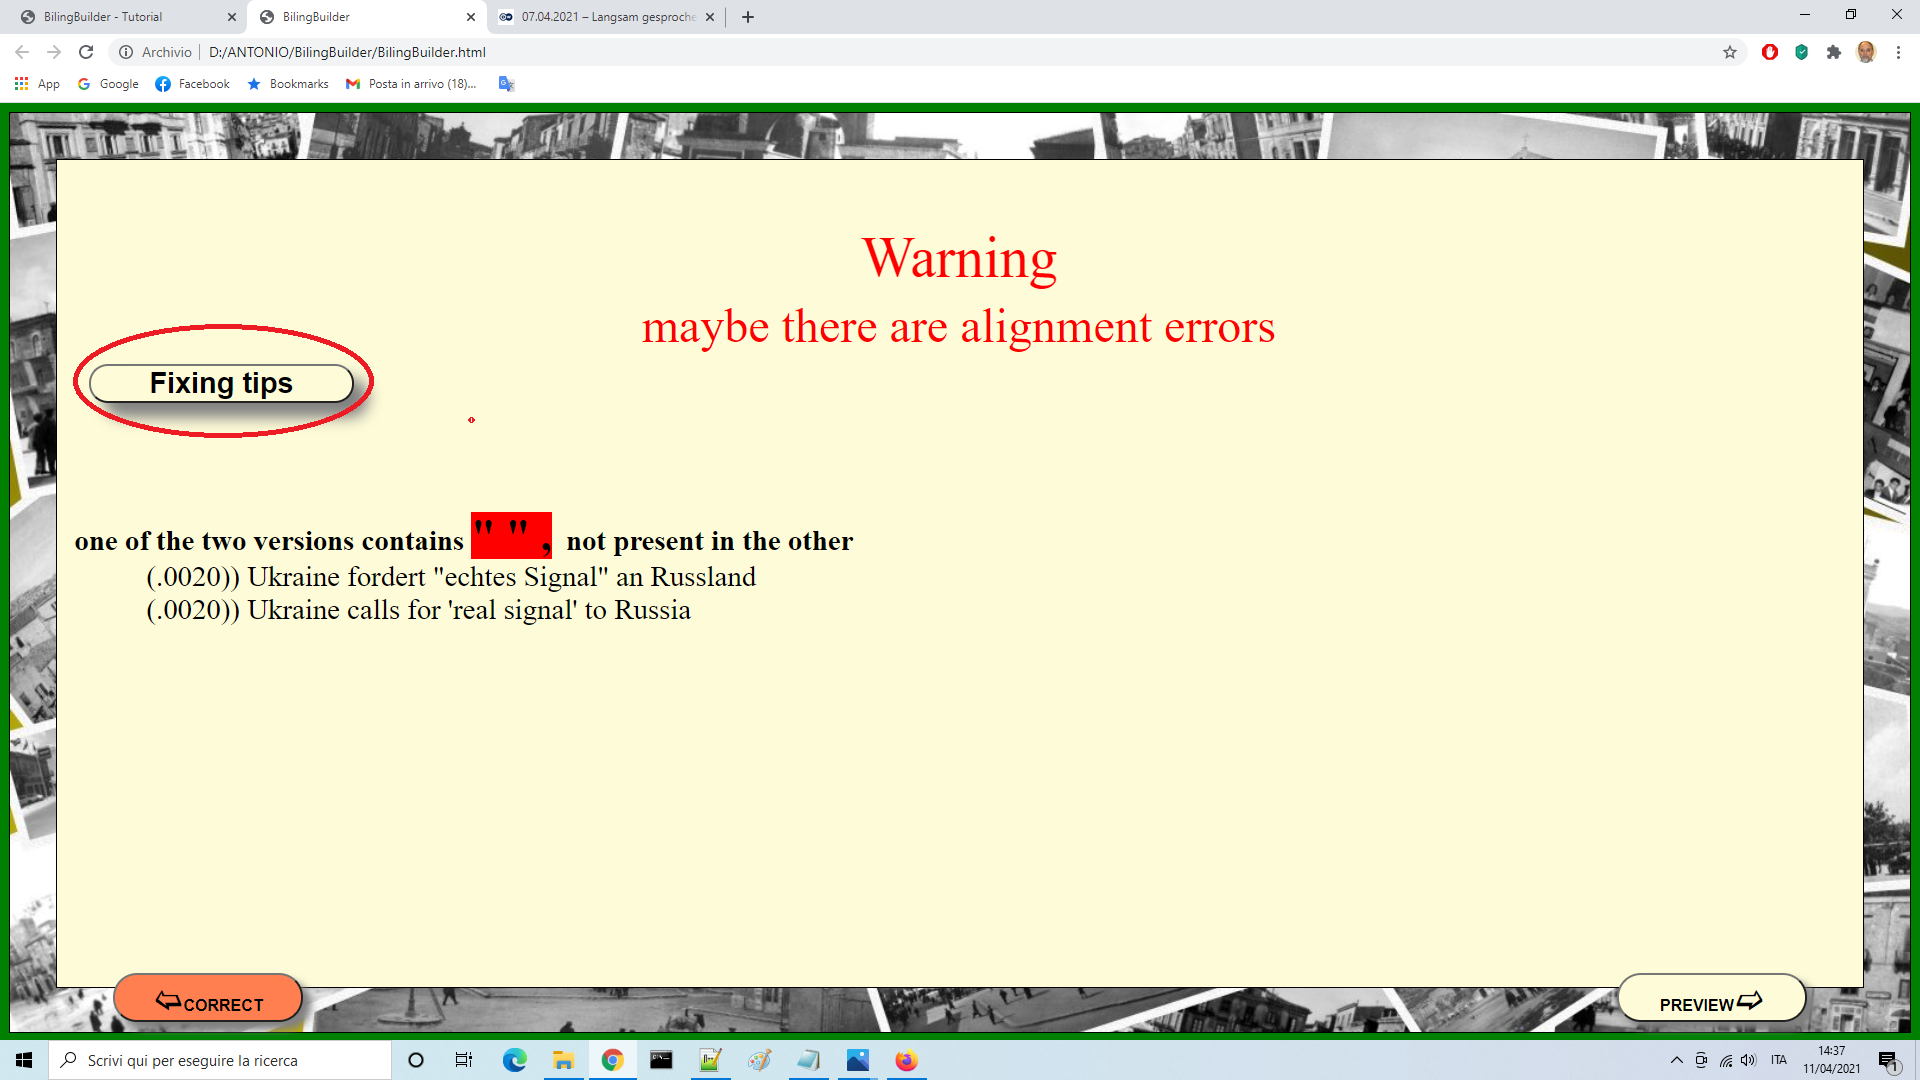 BilingBuilder - Tutorial
BilingBuilder
07.04.2021 – Langsam gesproche
Archivio
D:/ANTONIO/BilingBuilder/BilingBuilder.html
App
Google
Facebook
Bookmarks
Posta in arrivo (18)...
Warning
maybe there are alignment errors
Fixing tips
one of the two versions contains " " , not present in the other
(.0020)) Ukraine fordert "echtes Signal" an Russland
(.0020)) Ukraine calls for 'real signal' to Russia
CORRECT
PREVIEW
Scrivi qui per eseguire la ricerca
ITA
14:37
11/04/2021
1